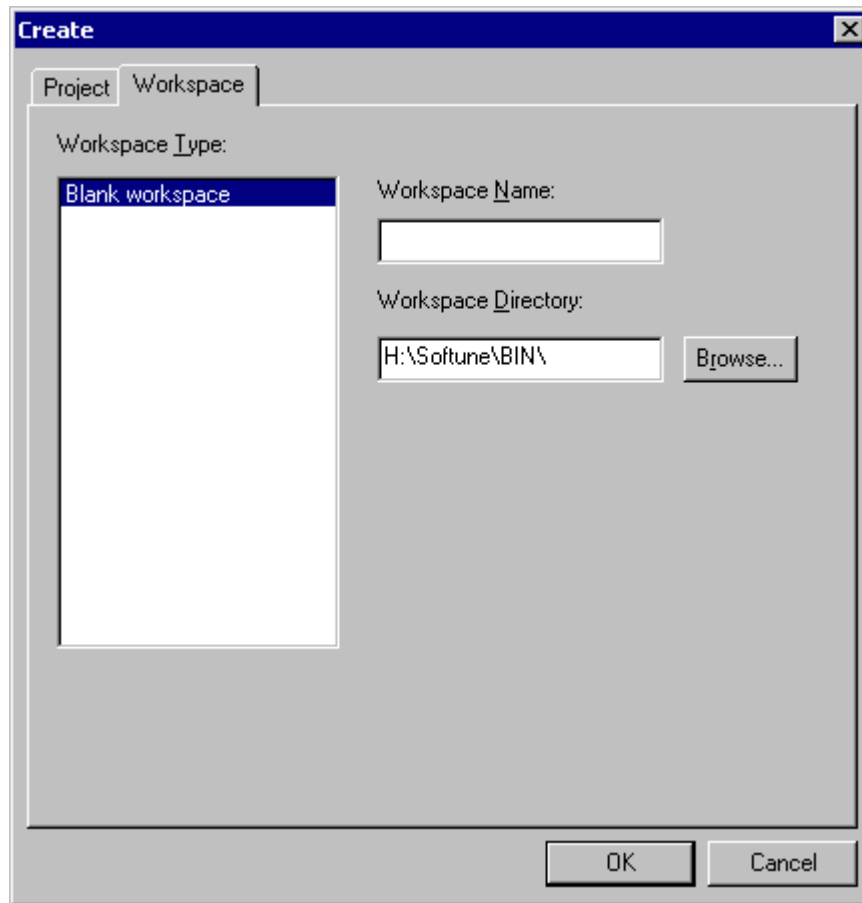 Create
Project
Workspace
Workspace Type:
Blank workspace
Workspace Name:
Workspace Directory:
H:\Softune\BIN\
Browse...
OK
Cancel